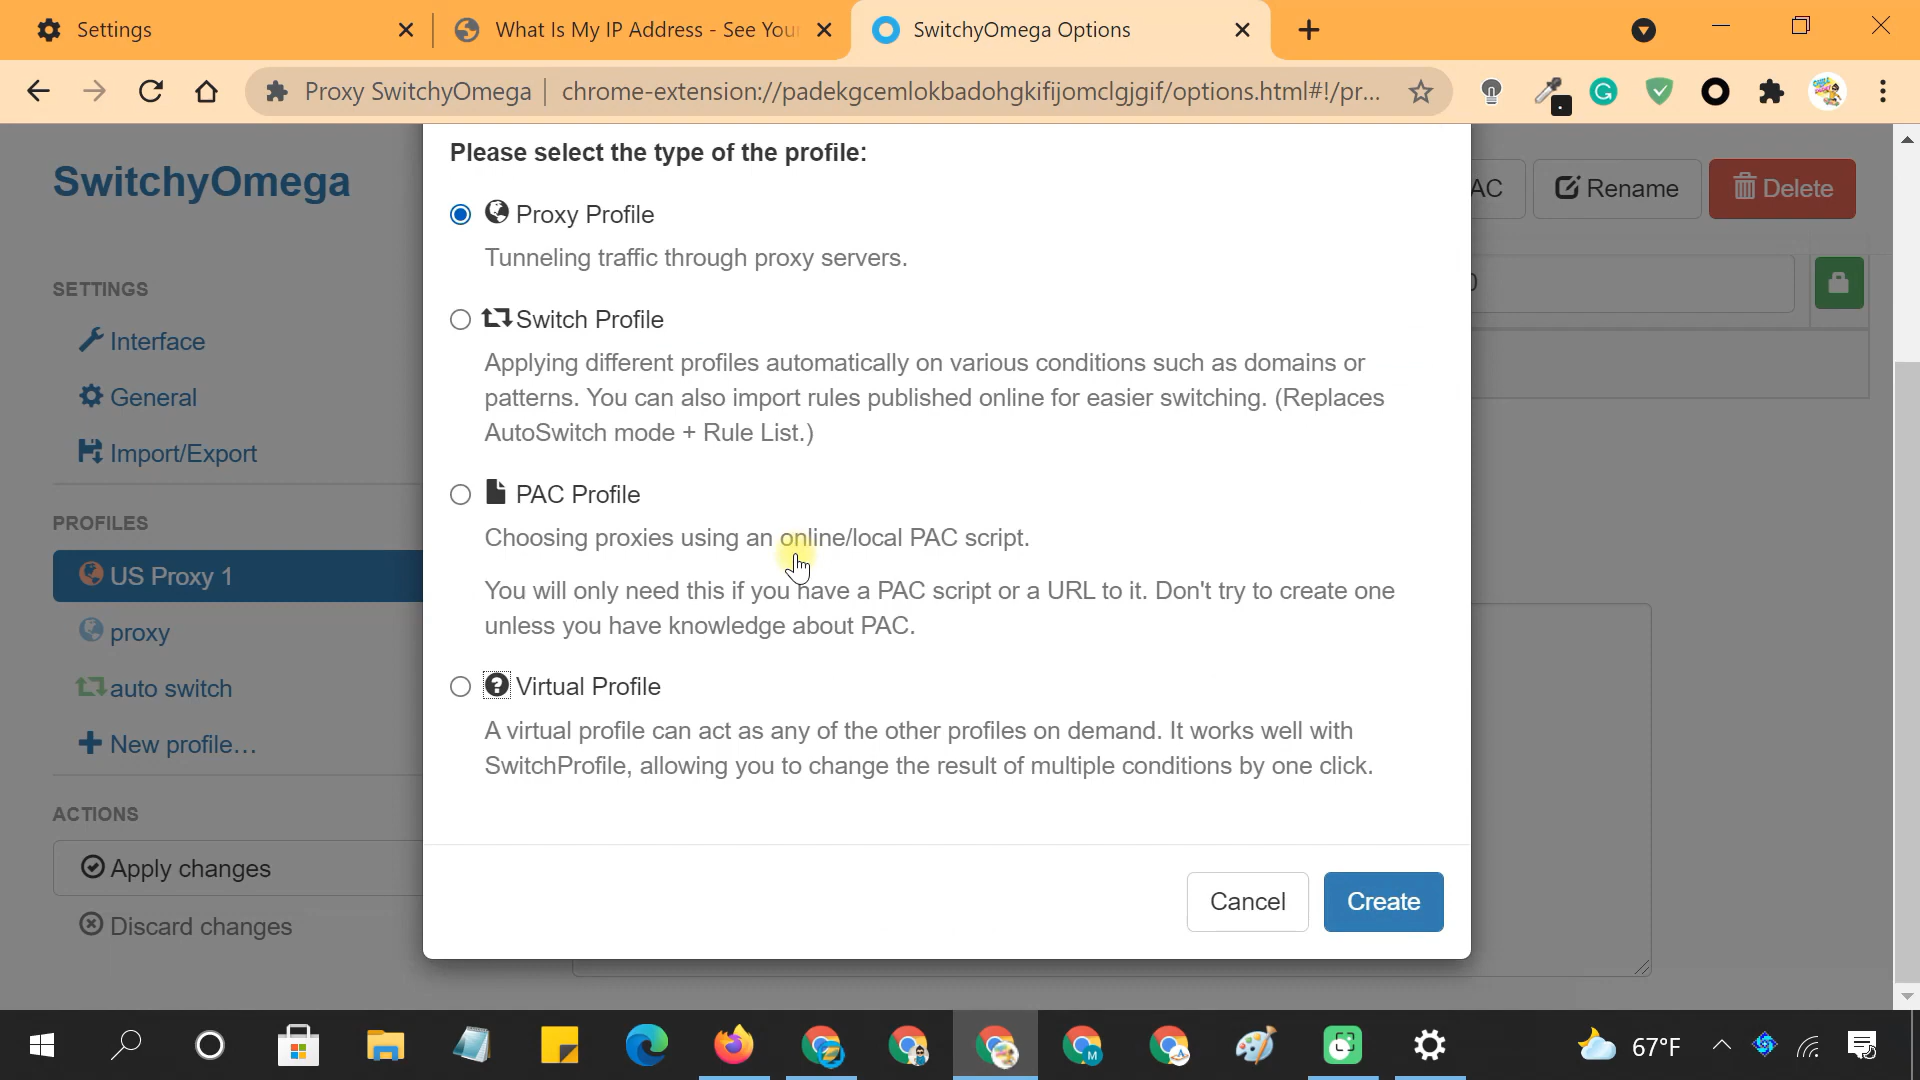 Settings
What Is My IP Address - See You
SwitchyOmega Options
Proxy SwitchyOmega
chrome-extension://padekgcemlokbadohgkifijomclgjgif/options.html#!/pr...
SwitchyOmega
SETTINGS
Interface
General
Import/Export
PROFILES
US Proxy 1
proxy
auto switch
New profile...
ACTIONS
Apply changes
Discard changes
AC
Rename
Delete
Please select the type of the profile:
Proxy Profile
Tunneling traffic through proxy servers.
Switch Profile
Applying different profiles automatically on various conditions such as domains or
patterns. You can also import rules published online for easier switching. (Replaces
AutoSwitch mode + Rule List.)
PAC Profile
Choosing proxies using an online/local PAC script.
You will only need this if you have a PAC script or a URL to it. Don't try to create one
unless you have knowledge about PAC.
Virtual Profile
A virtual profile can act as any of the other profiles on demand. It works well with
SwitchProfile, allowing you to change the result of multiple conditions by one click.
Cancel
Create
67°F